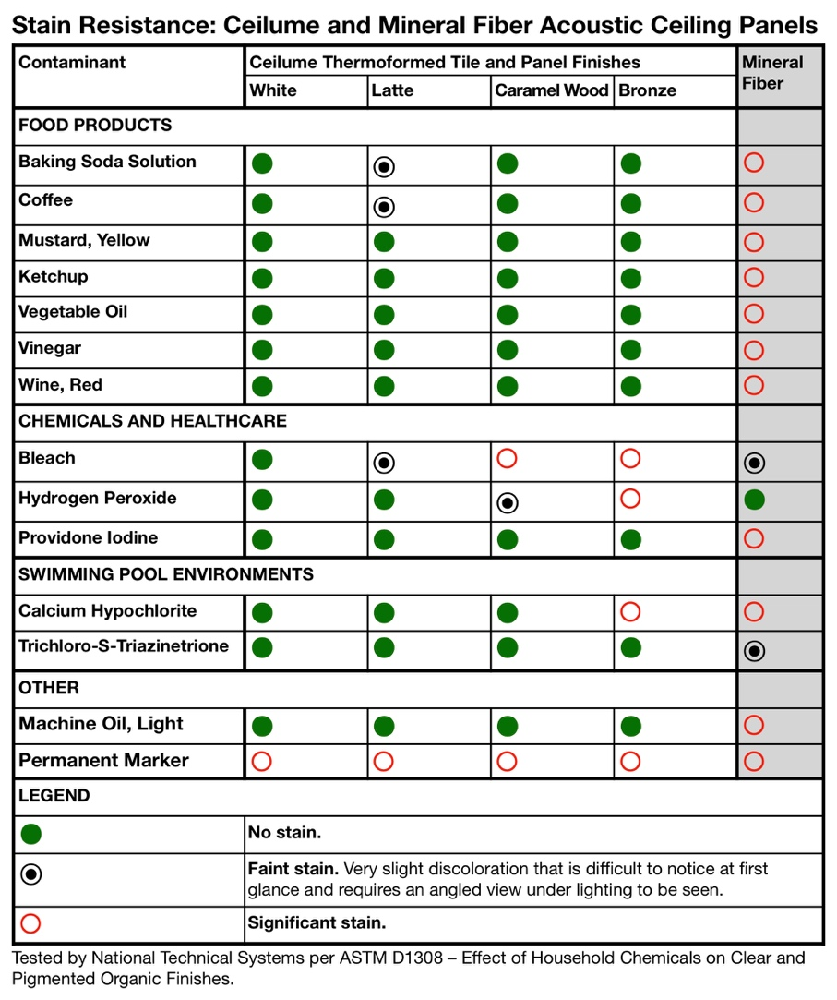 Stain Resistance: Ceilume and Mineral Fiber Acoustic Ceiling Panels
Contaminant
Ceilume Thermoformed Tile and Panel Finishes
Mineral
Fiber
White
Latte
Caramel Wood
Bronze
FOOD PRODUCTS
Baking Soda Solution
Coffee
Mustard, Yellow
Ketchup
Vegetable Oil
Vinegar
Wine, Red
CHEMICALS AND HEALTHCARE
Bleach
Hydrogen Peroxide
Providone Iodine
SWIMMING POOL ENVIRONMENTS
Calcium Hypochlorite
Trichloro-S-Triazinetrione
OTHER
Machine Oil, Light
Permanent Marker
LEGEND
No stain.
Faint stain. Very slight discoloration that is difficult to notice at first
glance and requires an angled view under lighting to be seen.
Significant stain.
Tested by National Technical Systems per ASTM D1308 – Effect of Household Chemicals on Clear and
Pigmented Organic Finishes.